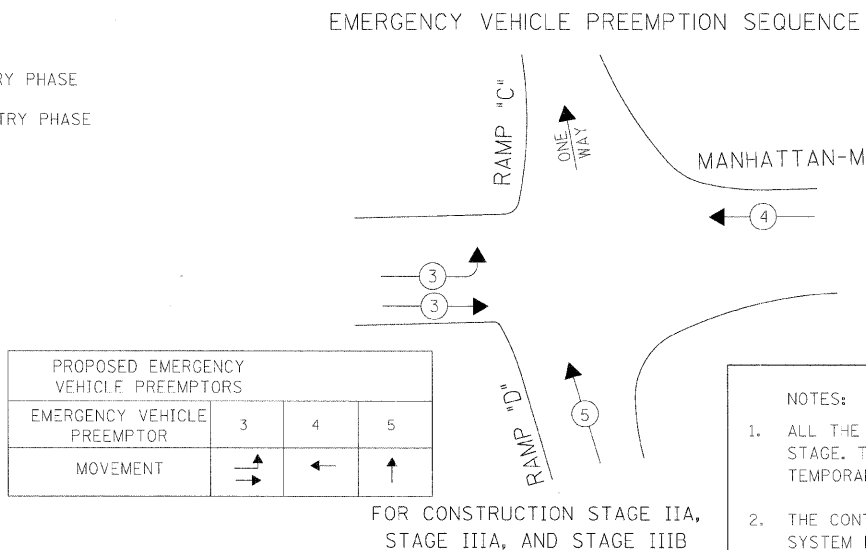 EMERGENCY VEHICLE PREEMPTION SEQUENCE
RY PHASE
TRY PHASE
RAMP "C"
ONE
WAY
MANHATTAN-M
4
3
3
5
RAMP "D"
PROPOSED EMERGENCY
VEHICLE PREEMPTORS
EMERGENCY VEHICLE
PREEMPTOR
3
4
5
MOVEMENT
FOR CONSTRUCTION STAGE IIA,
STAGE IIIA, AND STAGE IIIB
NOTES:
1. ALL THE
STAGE. T
TEMPORA
2. THE CONT
SYSTEM